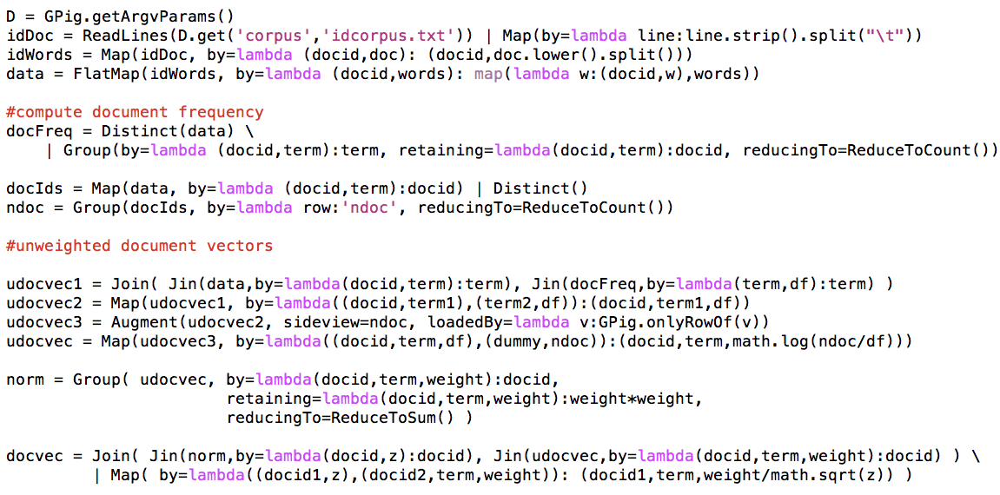 D = GPig.getArgvParams()
idDoc = ReadLines(D.get('corpus','idcorpus.txt')) | Map(by=lambda line:line.strip().split("\t"))
idWords = Map(idDoc, by=lambda (docid,doc): (docid,doc.lower().split()))
data = FlatMap(idWords, by=lambda (docid,words): map(lambda w:(docid,w),words))

#compute document frequency
docFreq = Distinct(data) \
    | Group(by=lambda (docid,term):term, retaining=lambda(docid,term):docid, reducingTo=ReduceToCount())

docIds = Map(data, by=lambda (docid,term):docid) | Distinct()
ndoc = Group(docIds, by=lambda row:'ndoc', reducingTo=ReduceToCount())

#unweighted document vectors

udocvec1 = Join( Jin(data,by=lambda(docid,term):term), Jin(docFreq,by=lambda(term,df):term) )
udocvec2 = Map(udocvec1, by=lambda((docid,term1),(term2,df)):(docid,term1,df))
udocvec3 = Augment(udocvec2, sideview=ndoc, loadedBy=lambda v:GPig.onlyRowOf(v))
udocvec = Map(udocvec3, by=lambda((docid,term,df),(dummy,ndoc)):(docid,term,math.log(ndoc/df)))

norm = Group( udocvec, by=lambda(docid,term,weight):docid,
                       retaining=lambda(docid,term,weight):weight*weight,
                       reducingTo=ReduceToSum() )

docvec = Join( Jin(norm,by=lambda(docid,z):docid), Jin(udocvec,by=lambda(docid,term,weight):docid) ) \
         | Map( by=lambda((docid1,z),(docid2,term,weight)): (docid1,term,weight/math.sqrt(z)) )